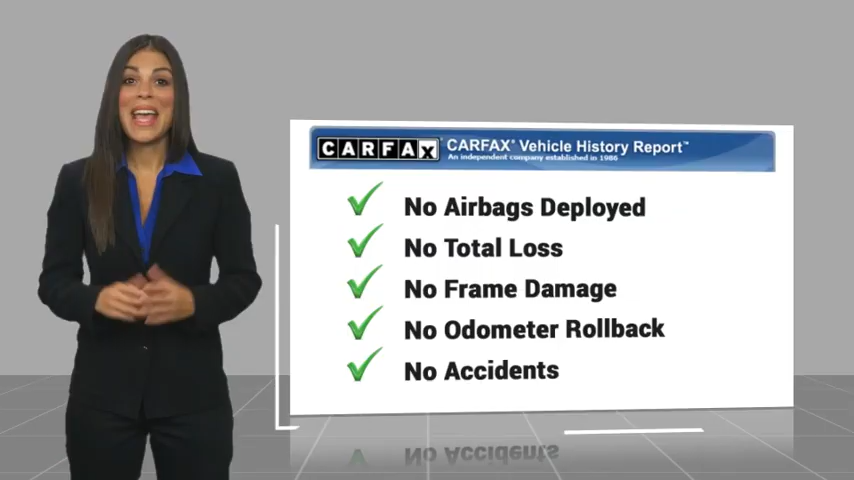 CARFAX
CARFAX® Vehicle History Report™
An independent company established in 1986
No Airbags Deployed
No Total Loss
No Frame Damage
No Odometer Rollback
No Accidents
No Accidents